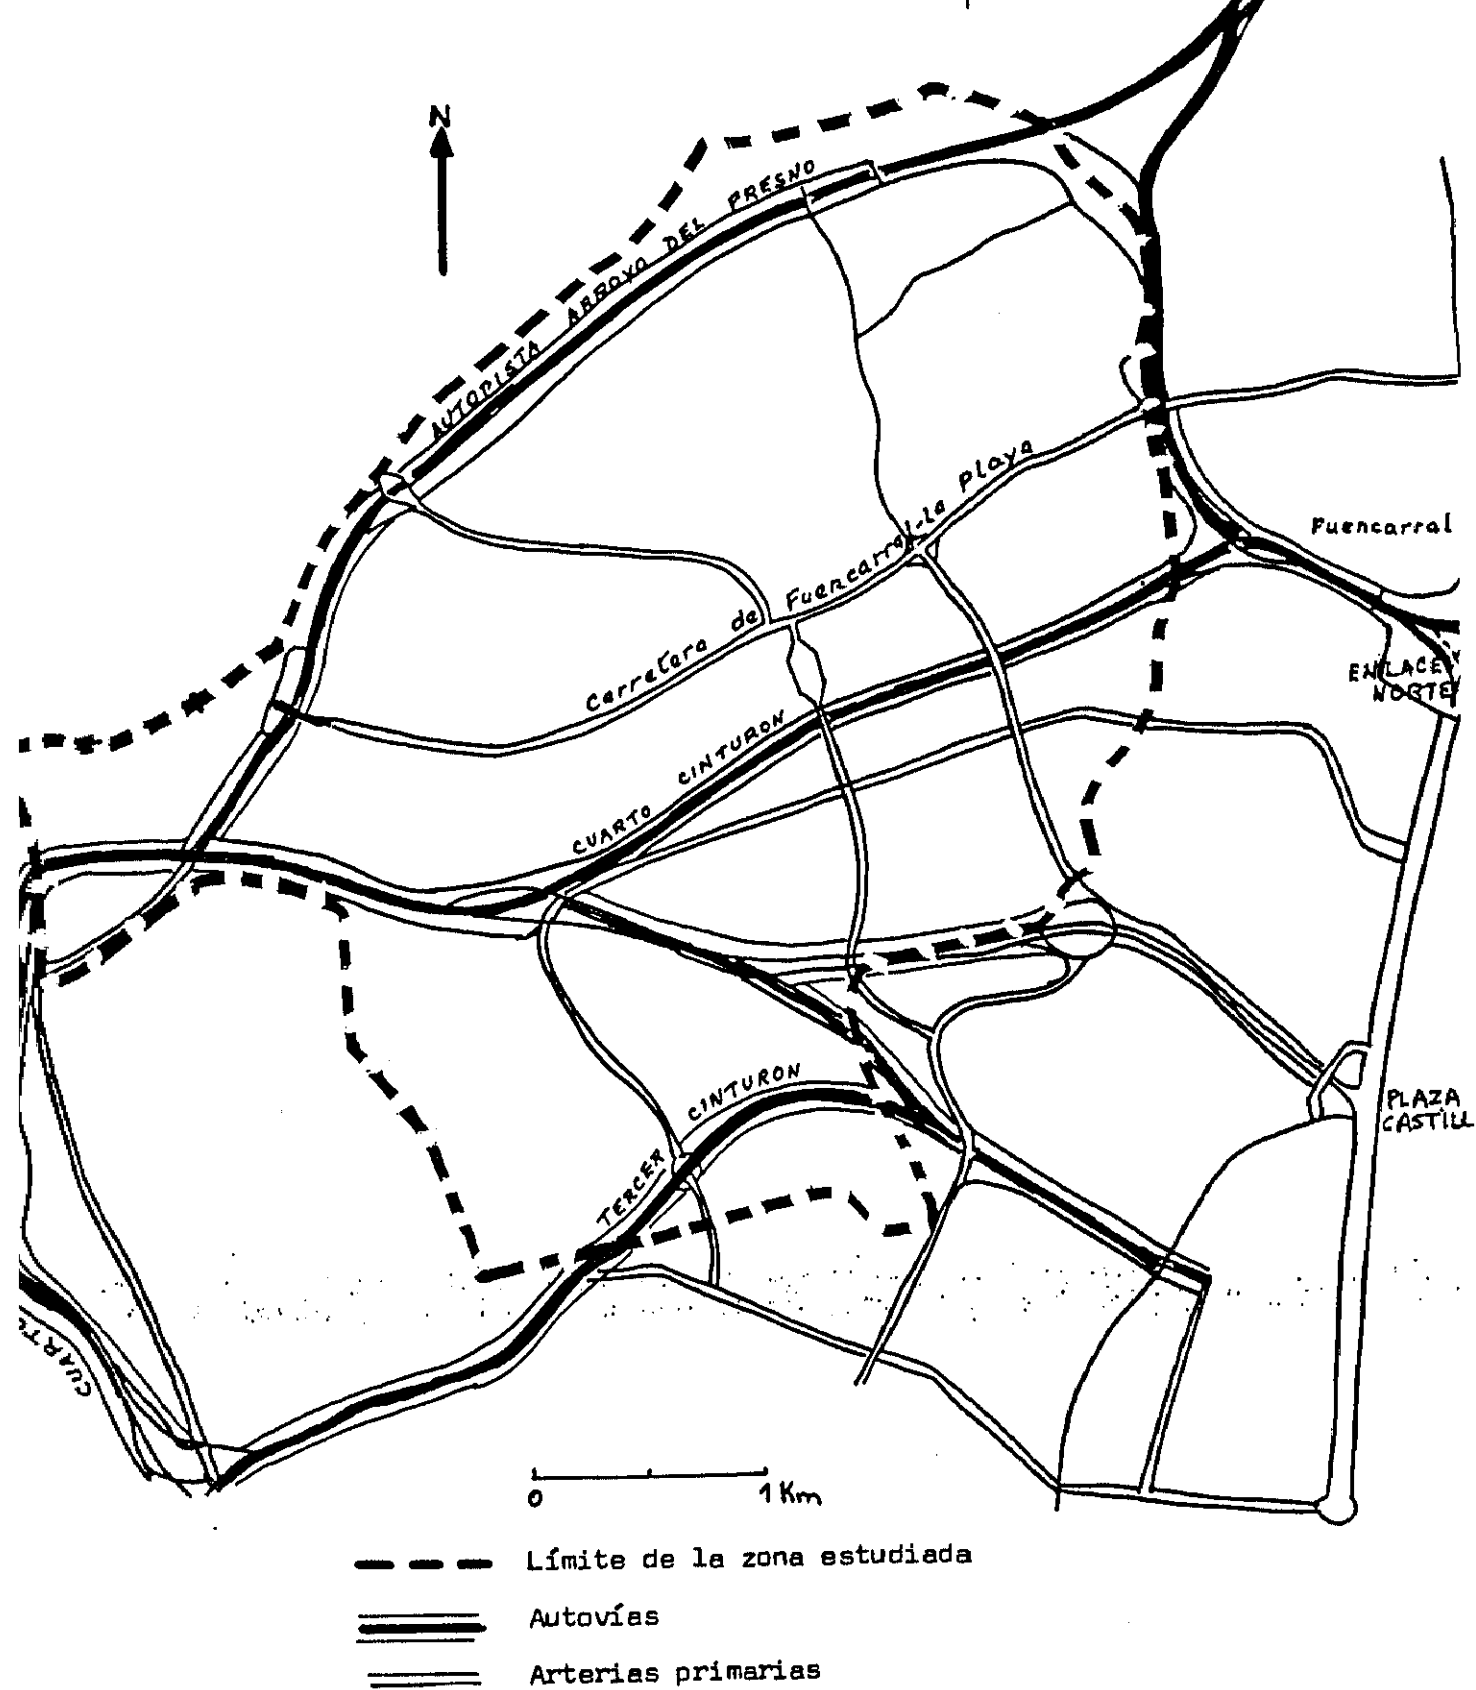 N
AUTOPISTA ARROYO DEL PRESNO
Carretera de Fuencarral-la Playa
Fuencarral
ENLACE
NORTE
CUARTO CINTURON
TERCER CINTURON
PLAZA
CASTILL
CUARTO
0 1 Km
Límite de la zona estudiada
Autovías
Arterias primarias